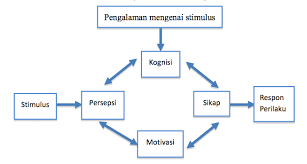 Pengalaman mengenai stimulus
Kognisi
Stimulus
Persepsi
Sikap
Respon
Perilaku
Motivasi